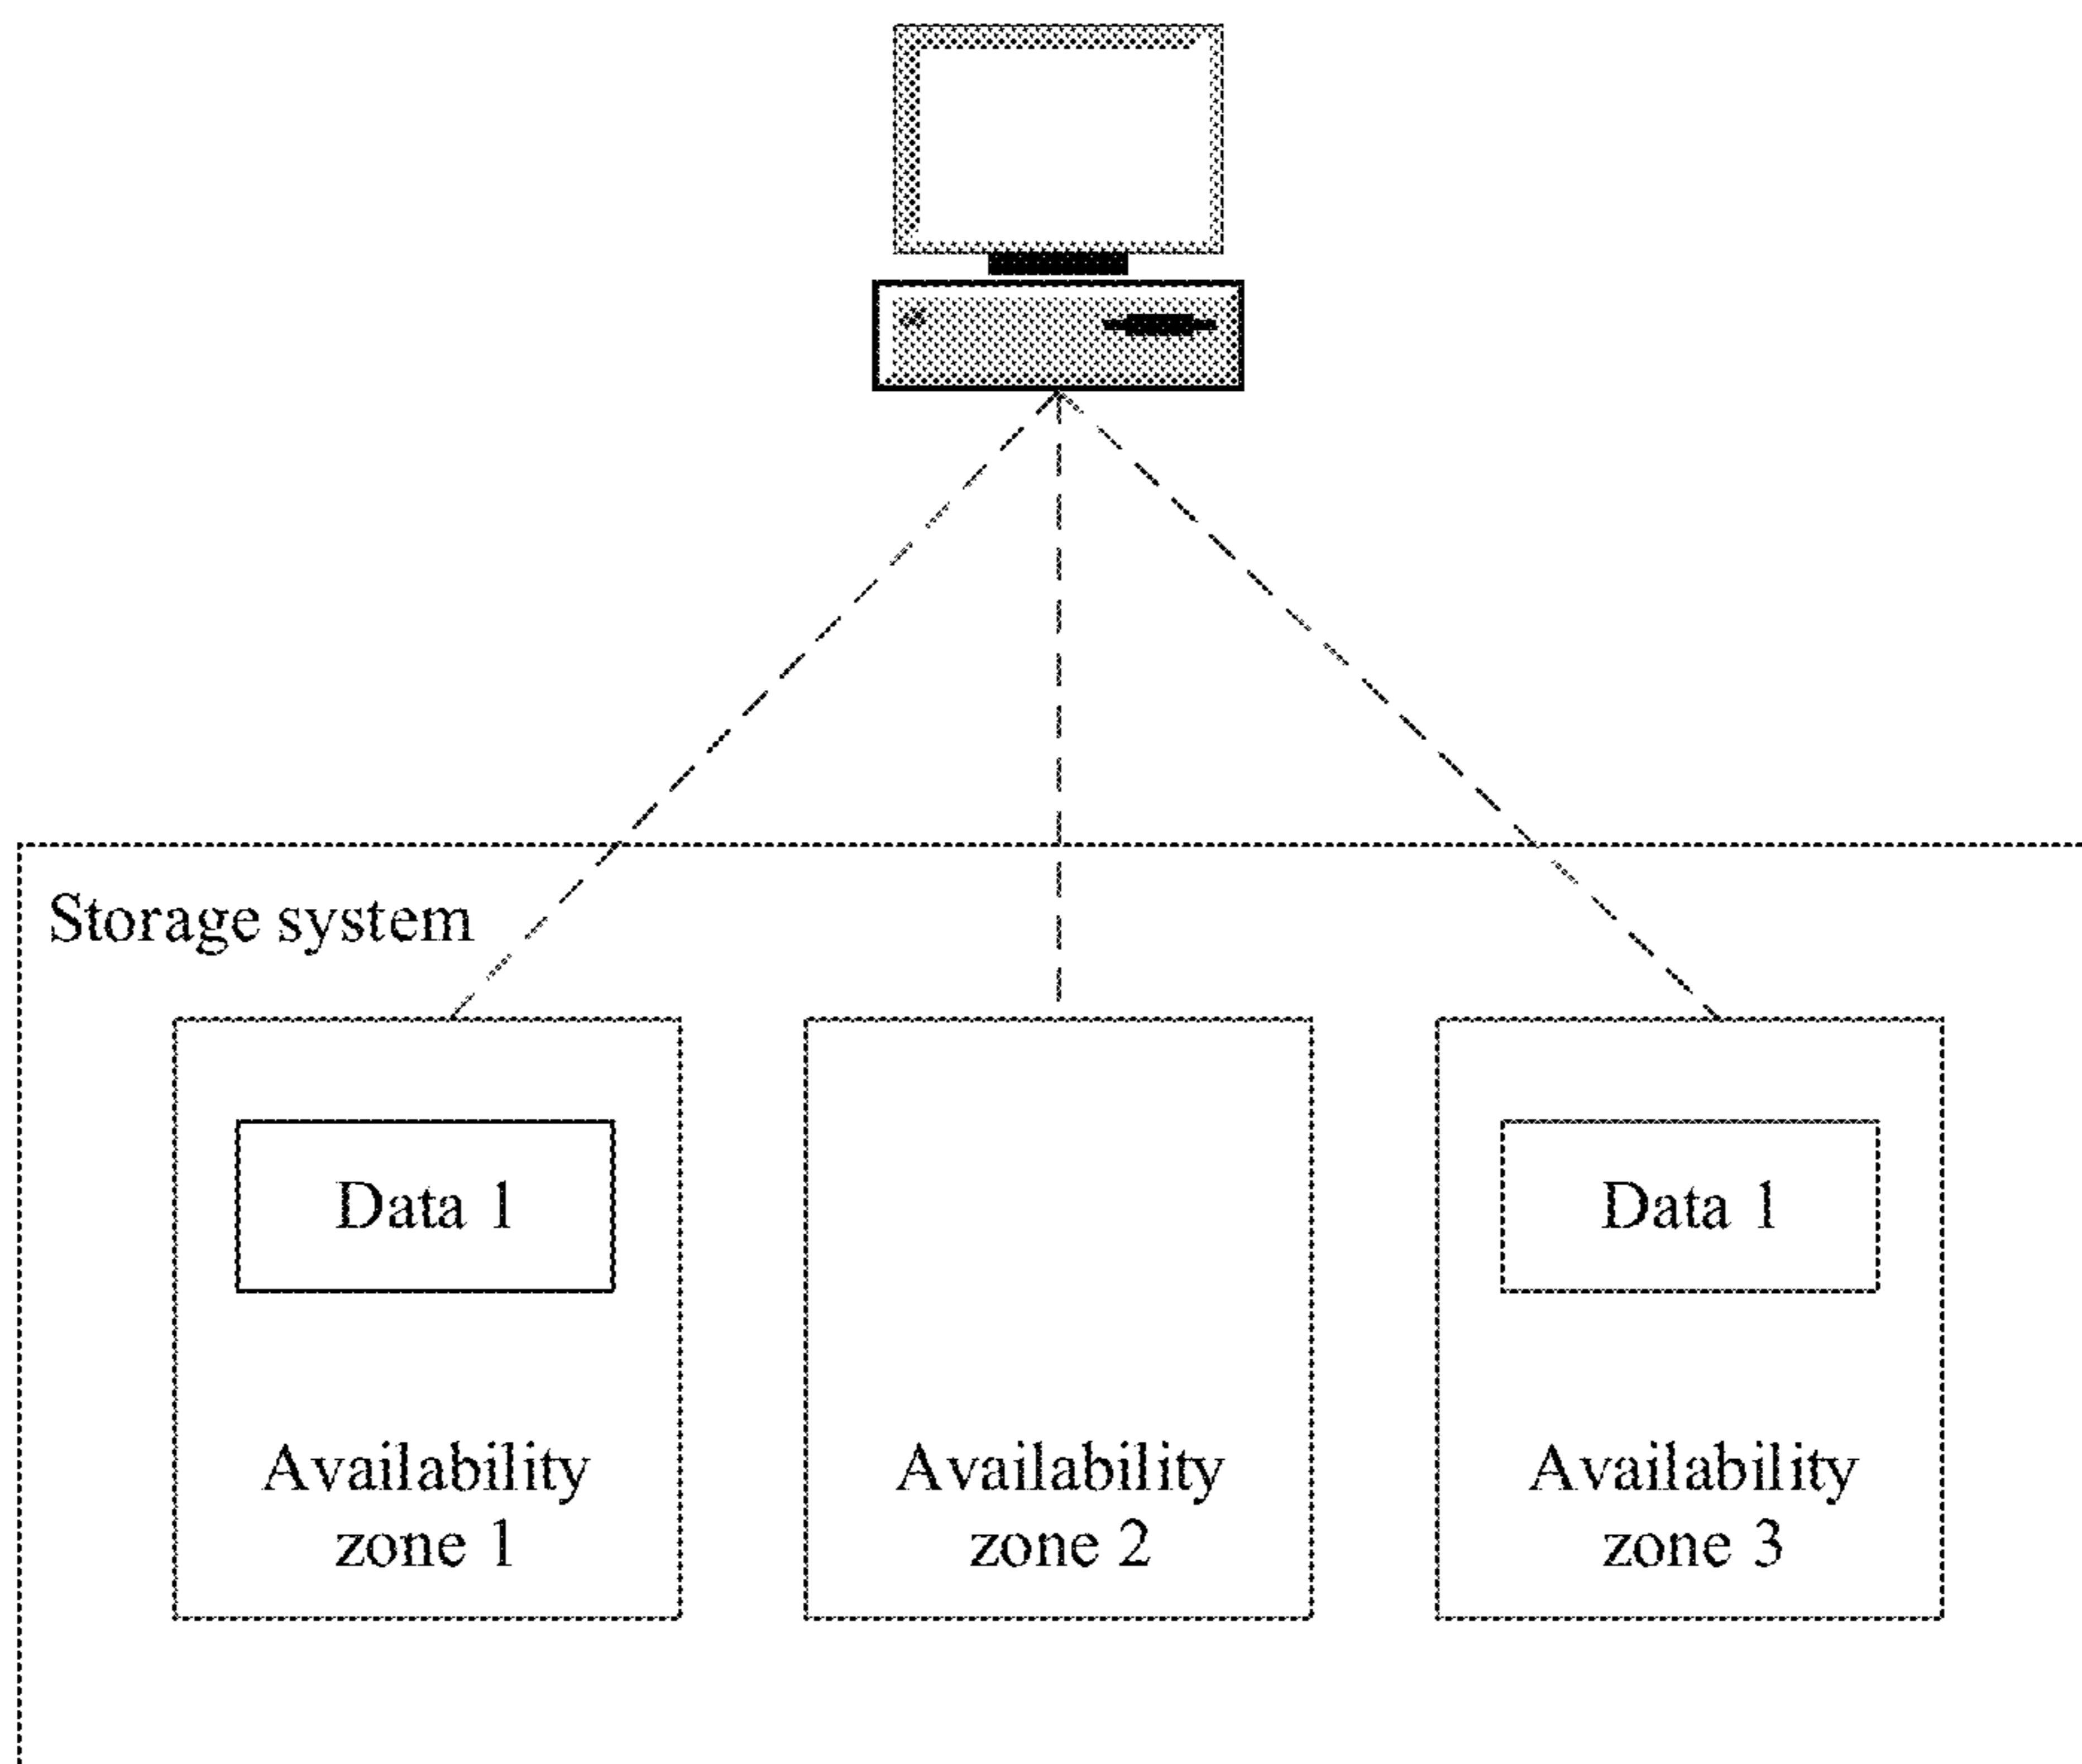 Storage system
Data 1
Data 1
Availability
zone 1
Availability
zone 2
Availability
zone 3